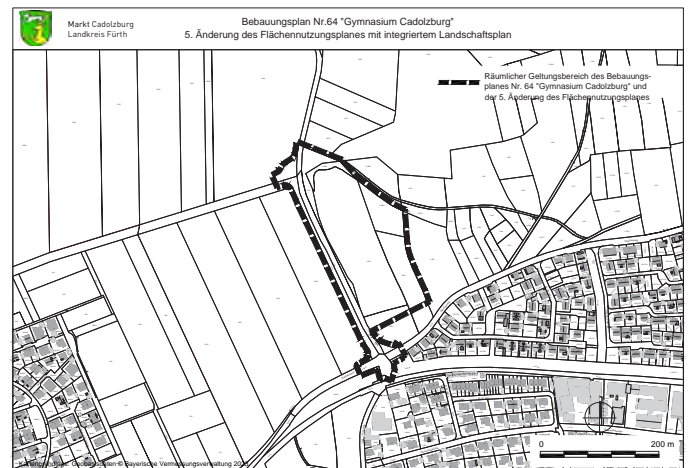 Markt Cadolzburg
Landkreis Fürth
Bebauungsplan Nr.64 "Gymnasium Cadolzburg"
5. Änderung des Flächennutzungsplanes mit integriertem Landschaftsplan
Räumlicher Geltungsbereich des Bebauungs-
planes Nr. 64 "Gymnasium Cadolzburg" und
der 5. Änderung des Flächennutzungsplanes
Geobasisdaten © Bayerische Vermessungsverwaltung
0
200 m